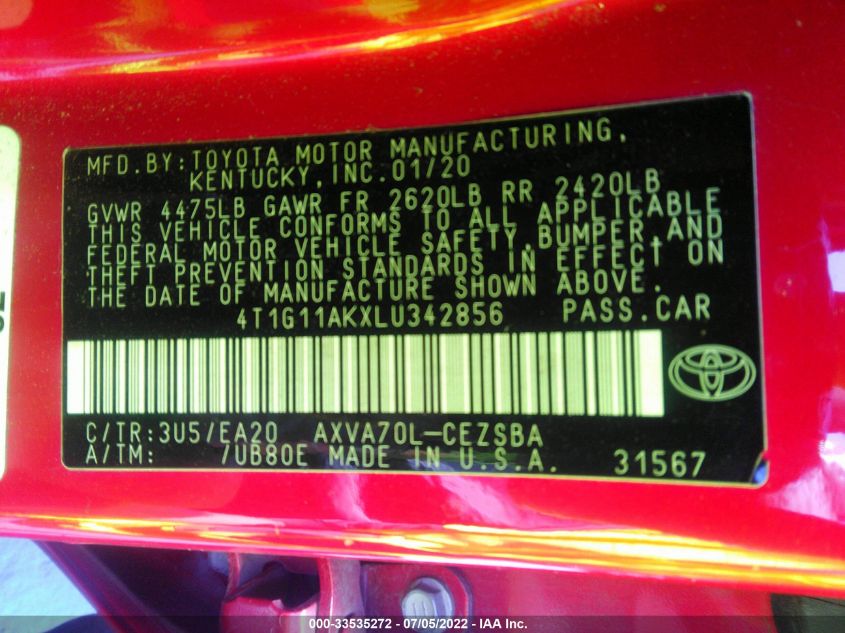 MFD.BY:TOYOTA MOTOR MANUFACTURING,
KENTUCKY,INC.01/20
GVWR 4475LB GAWR FR 2620LB RR 2420LB
THIS VEHICLE CONFORMS TO ALL APPLICABLE
FEDERAL MOTOR VEHICLE SAFETY,BUMPER,AND
THEFT PREVENTION STANDARDS IN EFFECT ON
THE DATE OF MANUFACTURE SHOWN ABOVE.
4T1G11AKXLU342856 PASS.CAR
C/TR:3U5/EA20 AXVA70L-CEZSBA
A/TM: 7UB80E MADE IN U.S.A. 31567
000-33535272 - 07/05/2022 - IAA Inc.